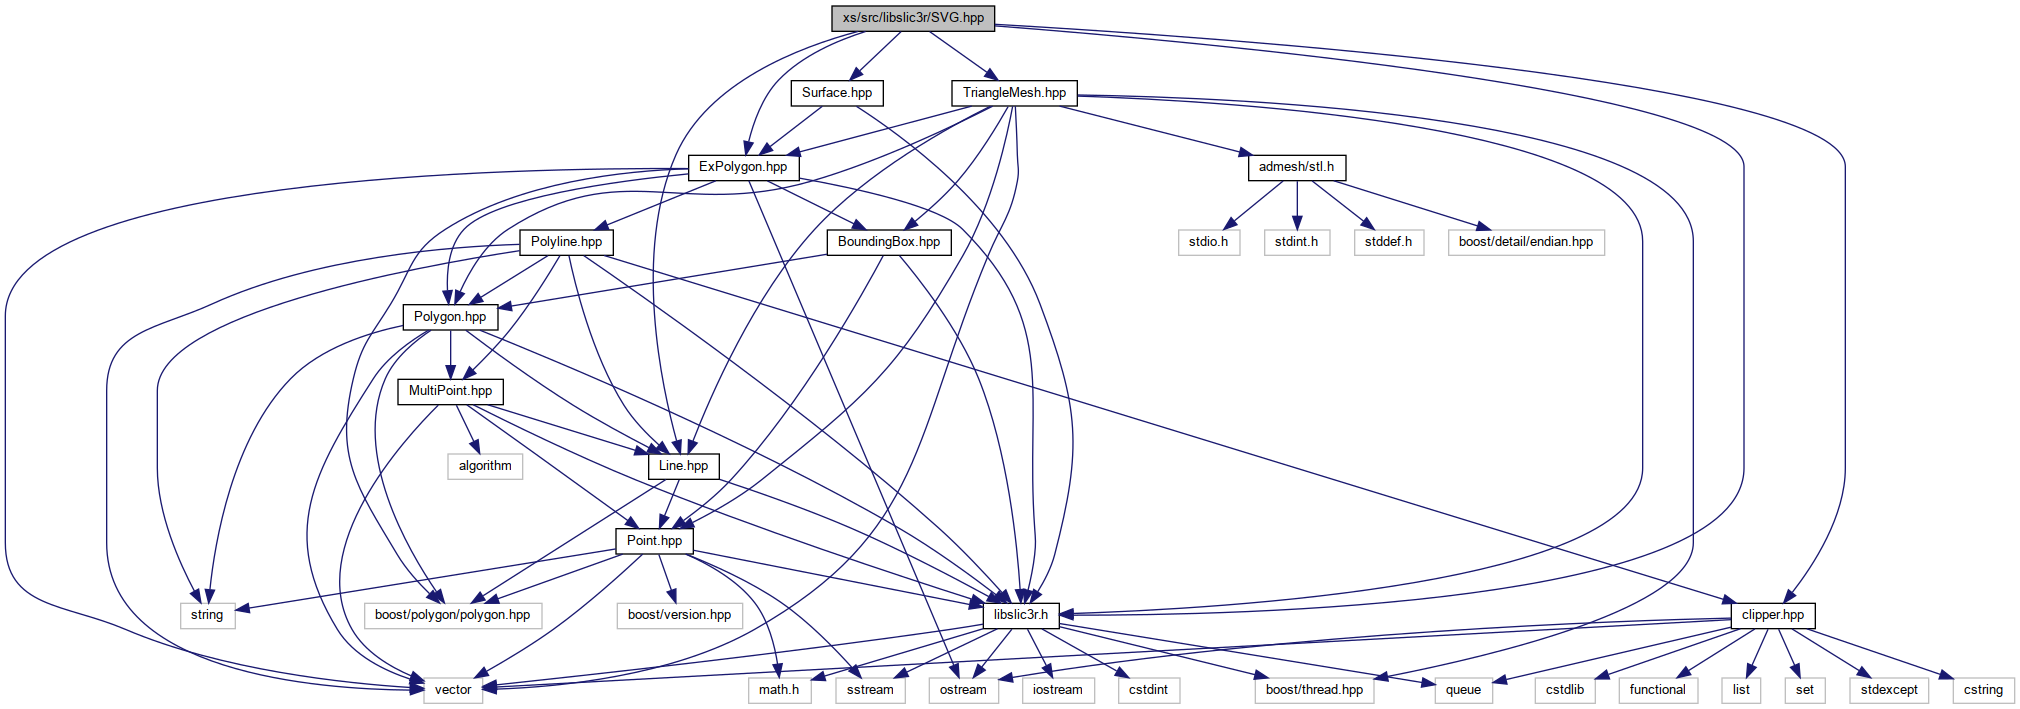 xs/src/libslic3r/SVG.hpp
Surface.hpp
TriangleMesh.hpp
ExPolygon.hpp
admesh/stl.h
Polyline.hpp
BoundingBox.hpp
stdio.h
stdint.h
stddef.h
boost/detail/endian.hpp
Polygon.hpp
MultiPoint.hpp
algorithm
Line.hpp
Point.hpp
string
boost/polygon/polygon.hpp
boost/version.hpp
libslic3r.h
clipper.hpp
vector
math.h
sstream
ostream
iostream
cstdint
boost/thread.hpp
queue
cstdlib
functional
list
set
stdexcept
cstring